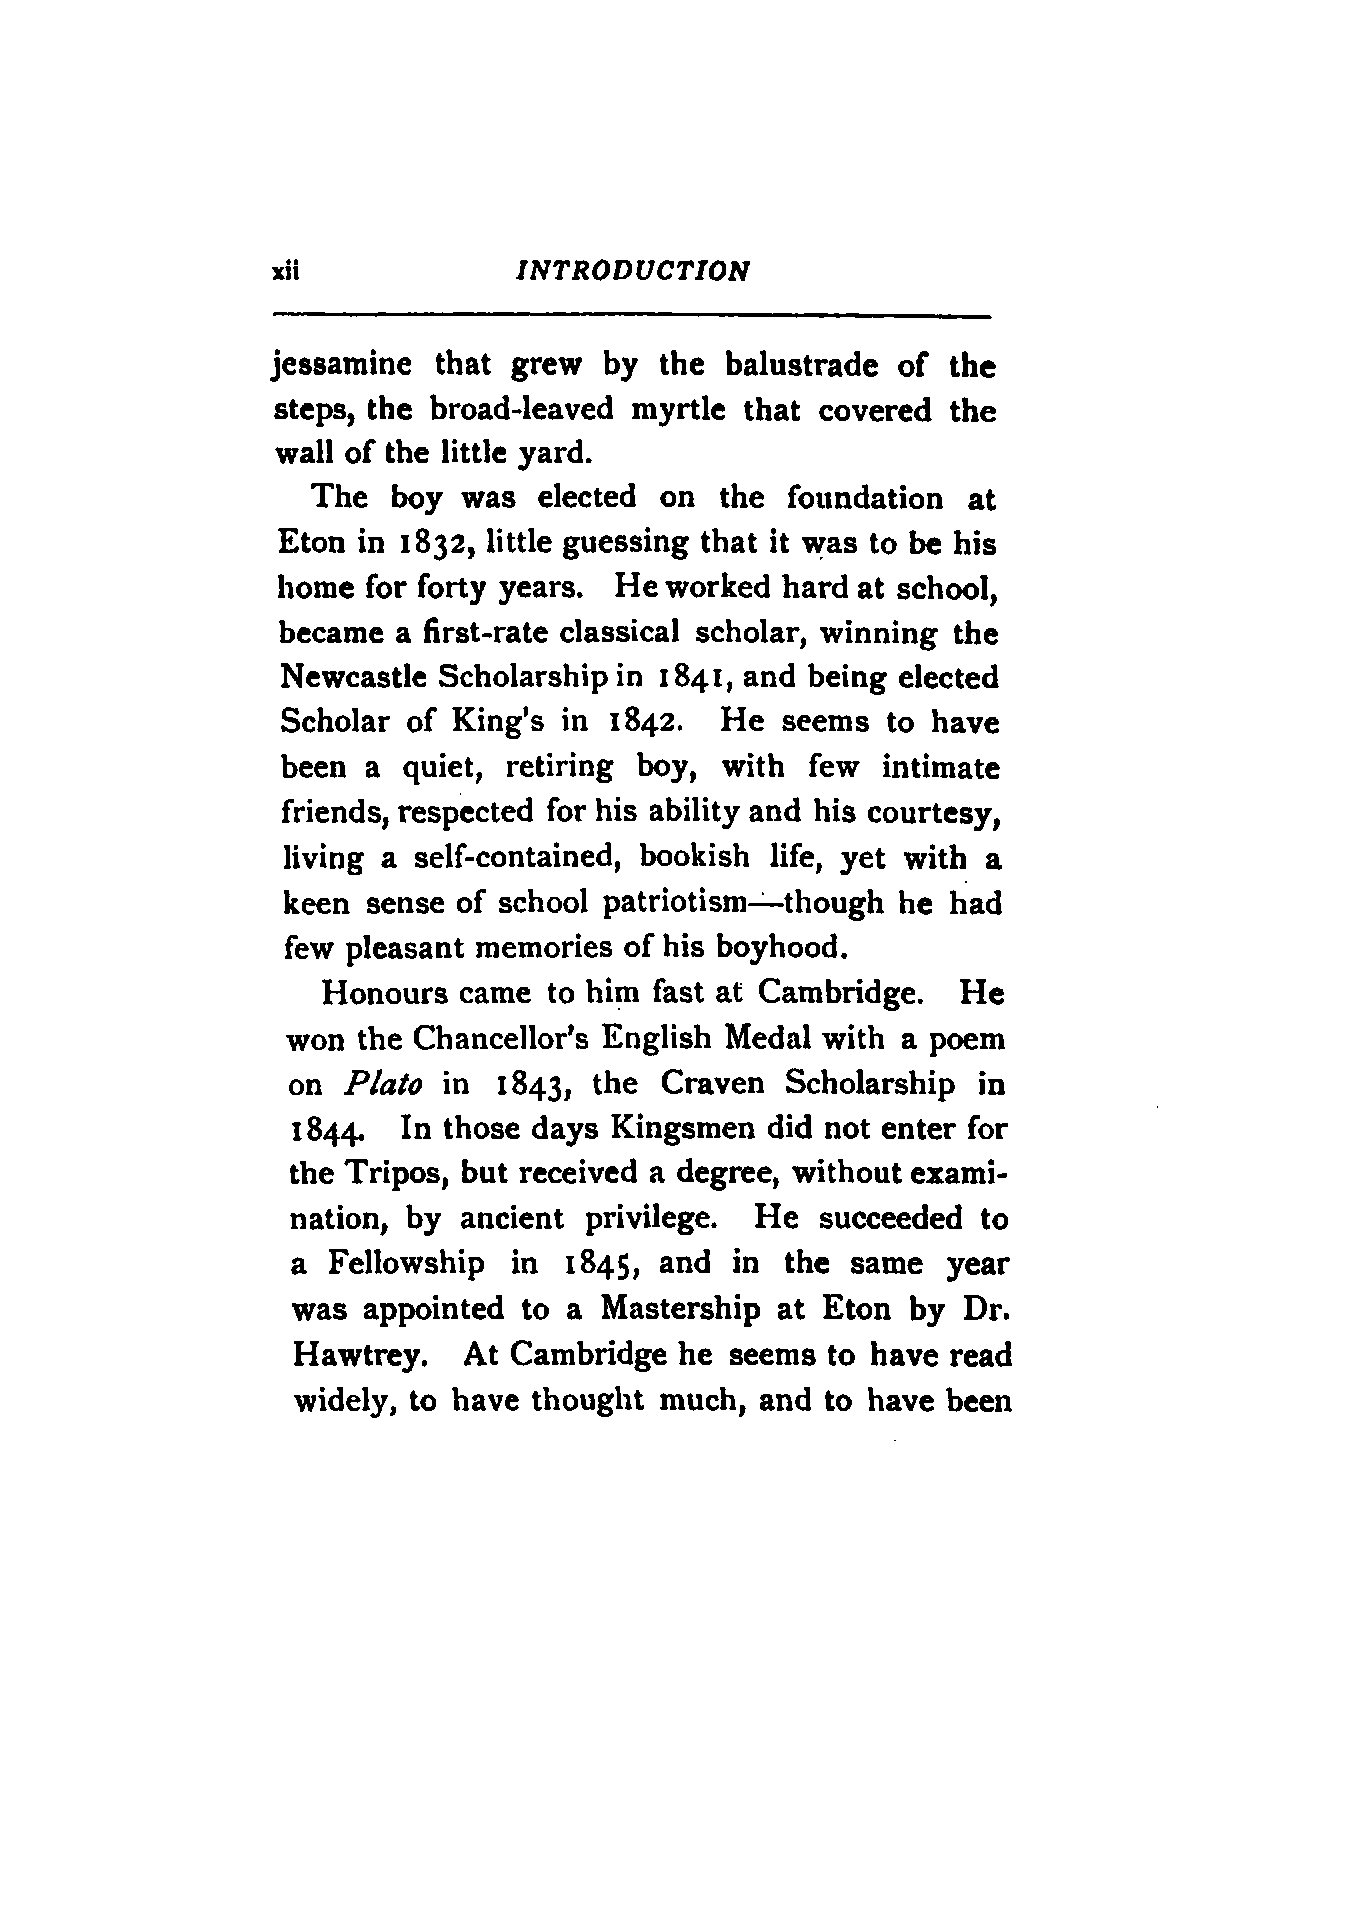 xii INTRODUCTION
jessamine that grew by the balustrade of the
steps, the broad-leaved myrtle that covered the
wall of the little yard.
The boy was elected on the foundation at
Eton in 1832, little guessing that it was to be his
home for forty years. He worked hard at school,
became a first-rate classical scholar, winning the
Newcastle Scholarship in 1841, and being elected
Scholar of King's in 1842. He seems to have
been a quiet, retiring boy, with few intimate
friends, respected for his ability and his courtesy,
living a self-contained, bookish life, yet with a
keen sense of school patriotism—though he had
few pleasant memories of his boyhood.
Honours came to him fast at Cambridge. He
won the Chancellor's English Medal with a poem
on Plato in 1843, the Craven Scholarship in
1844. In those days Kingsmen did not enter for
the Tripos, but received a degree, without exami-
nation, by ancient privilege. He succeeded to
a Fellowship in 1845, and in the same year
was appointed to a Mastership at Eton by Dr.
Hawtrey. At Cambridge he seems to have read
widely, to have thought much, and to have been